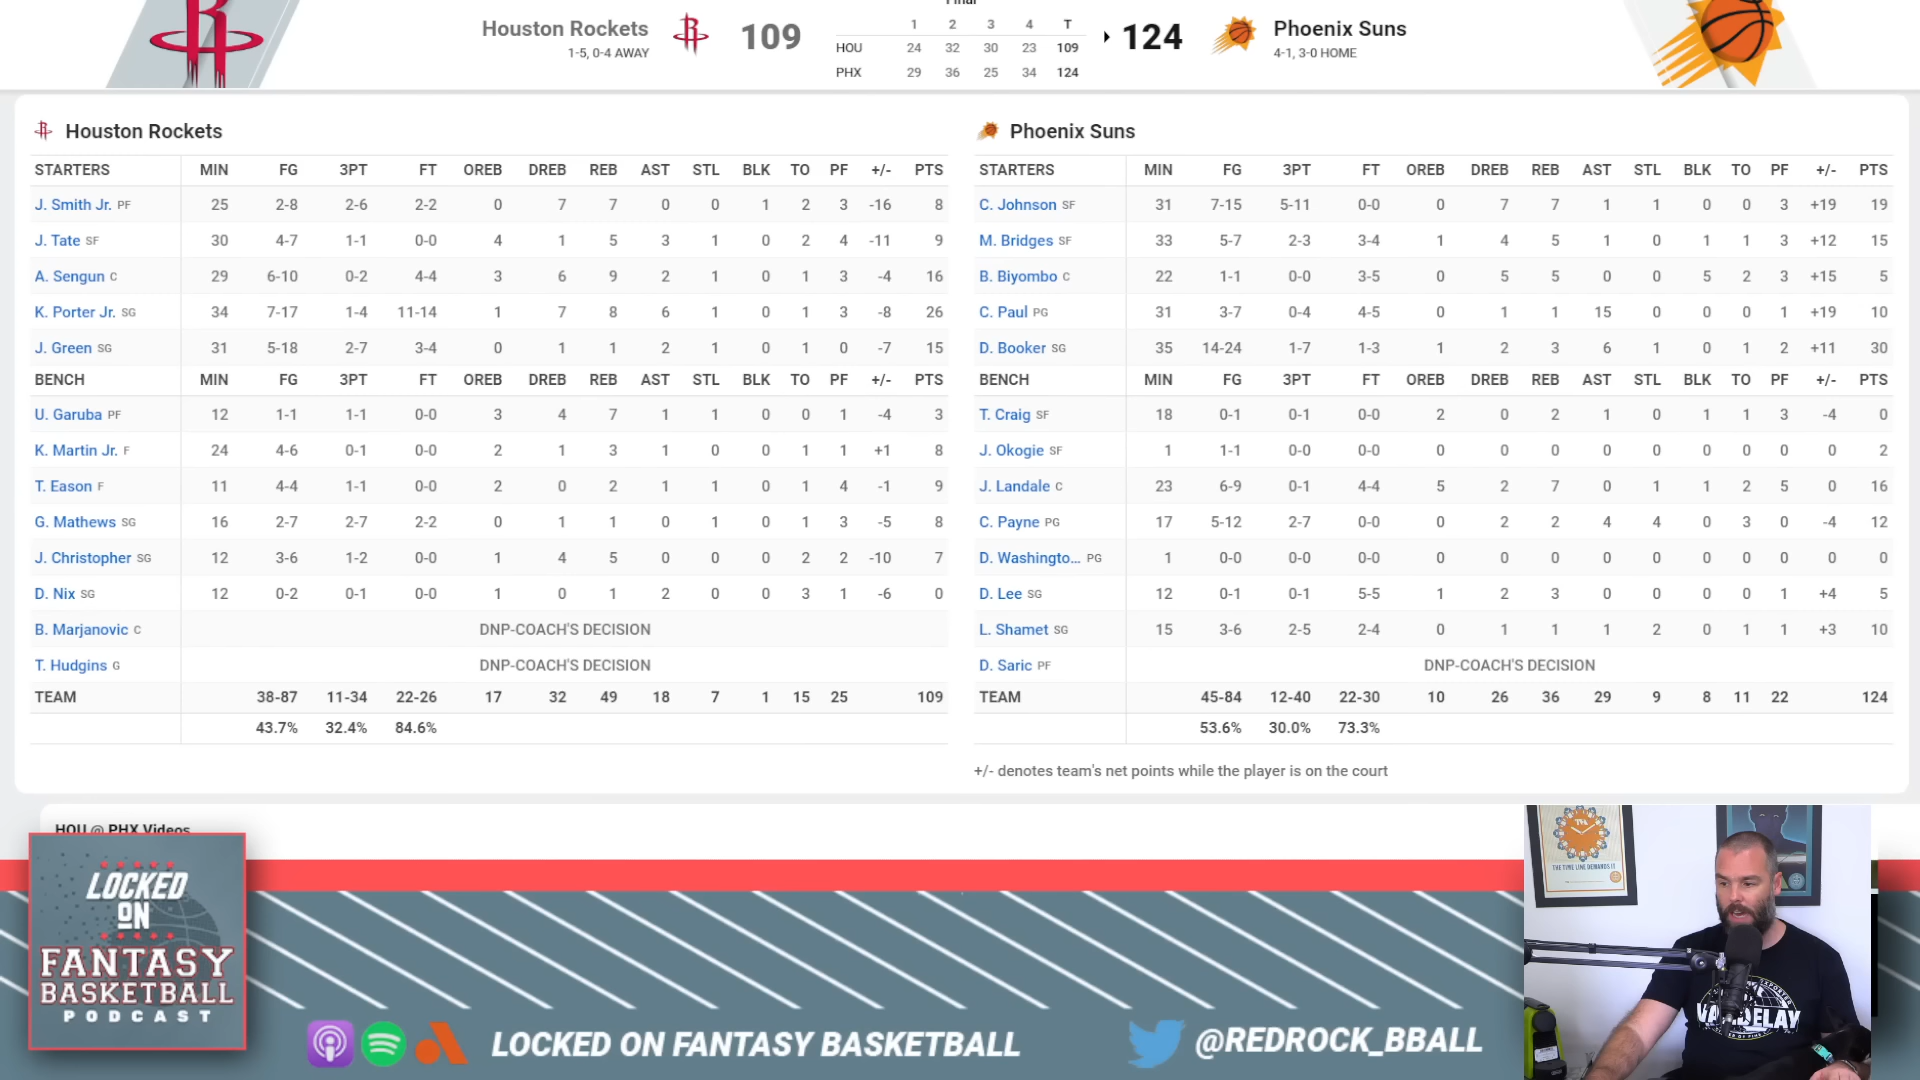 Final
Houston Rockets
1-5, 0-4 AWAY
109
1 2 3 4 T
HOU 24 32 30 23 109
PHX 29 36 25 34 124
124
Phoenix Suns
4-1, 3-0 HOME
Houston Rockets
STARTERS MIN FG 3PT FT OREB DREB REB AST STL BLK TO PF +/- PTS
J. Smith Jr. PF 25 2-8 2-6 2-2 0 7 7 0 0 1 2 3 -16 8
J. Tate SF 30 4-7 1-1 0-0 4 1 5 3 1 0 2 4 -11 9
A. Sengun C 29 6-10 0-2 4-4 3 6 9 2 1 0 1 3 -4 16
K. Porter Jr. SG 34 7-17 1-4 11-14 1 7 8 6 1 0 1 3 -8 26
J. Green SG 31 5-18 2-7 3-4 0 1 1 2 1 0 1 0 -7 15
BENCH MIN FG 3PT FT OREB DREB REB AST STL BLK TO PF +/- PTS
U. Garuba PF 12 1-1 1-1 0-0 3 4 7 1 1 0 0 1 -4 3
K. Martin Jr. F 24 4-6 0-1 0-0 2 1 3 1 0 0 1 1 +1 8
T. Eason F 11 4-4 1-1 0-0 2 0 2 1 1 0 1 4 -1 9
G. Mathews SG 16 2-7 2-7 2-2 0 1 1 0 1 0 1 3 -5 8
J. Christopher SG 12 3-6 1-2 0-0 1 4 5 0 0 0 2 2 -10 7
D. Nix SG 12 0-2 0-1 0-0 1 0 1 2 0 0 3 1 -6 0
B. Marjanovic C DNP-COACH'S DECISION
T. Hudgins G DNP-COACH'S DECISION
TEAM 38-87 11-34 22-26 17 32 49 18 7 1 15 25 109
43.7% 32.4% 84.6%
Phoenix Suns
STARTERS MIN FG 3PT FT OREB DREB REB AST STL BLK TO PF +/- PTS
C. Johnson SF 31 7-15 5-11 0-0 0 7 7 1 1 0 0 3 +19 19
M. Bridges SF 33 5-7 2-3 3-4 1 4 5 1 0 1 1 3 +12 15
B. Biyombo C 22 1-1 0-0 3-5 0 5 5 0 0 5 2 3 +15 5
C. Paul PG 31 3-7 0-4 4-5 0 1 1 15 0 0 0 1 +19 10
D. Booker SG 35 14-24 1-7 1-3 1 2 3 6 1 0 1 2 +11 30
BENCH MIN FG 3PT FT OREB DREB REB AST STL BLK TO PF +/- PTS
T. Craig SF 18 0-1 0-1 0-0 2 0 2 1 0 1 1 3 -4 0
J. Okogie SF 1 1-1 0-0 0-0 0 0 0 0 0 0 0 0 0 2
J. Landale C 23 6-9 0-1 4-4 5 2 7 0 1 1 2 5 0 16
C. Payne PG 17 5-12 2-7 0-0 0 2 2 4 4 0 3 0 -4 12
D. Washingto... PG 1 0-0 0-0 0-0 0 0 0 0 0 0 0 0 0 0
D. Lee SG 12 0-1 0-1 5-5 1 2 3 0 0 0 0 1 +4 5
L. Shamet SG 15 3-6 2-5 2-4 0 1 1 1 2 0 1 1 +3 10
D. Saric PF DNP-COACH'S DECISION
TEAM 45-84 12-40 22-30 10 26 36 29 9 8 11 22 124
53.6% 30.0% 73.3%
+/- denotes team's net points while the player is on the court
HOU @ PHX Videos
LOCKED
ON
FANTASY
BASKETBALL
PODCAST
LOCKED ON FANTASY BASKETBALL
@REDROCK_BBALL
THE TIME LINE DEMANDS IT
VANDELAY